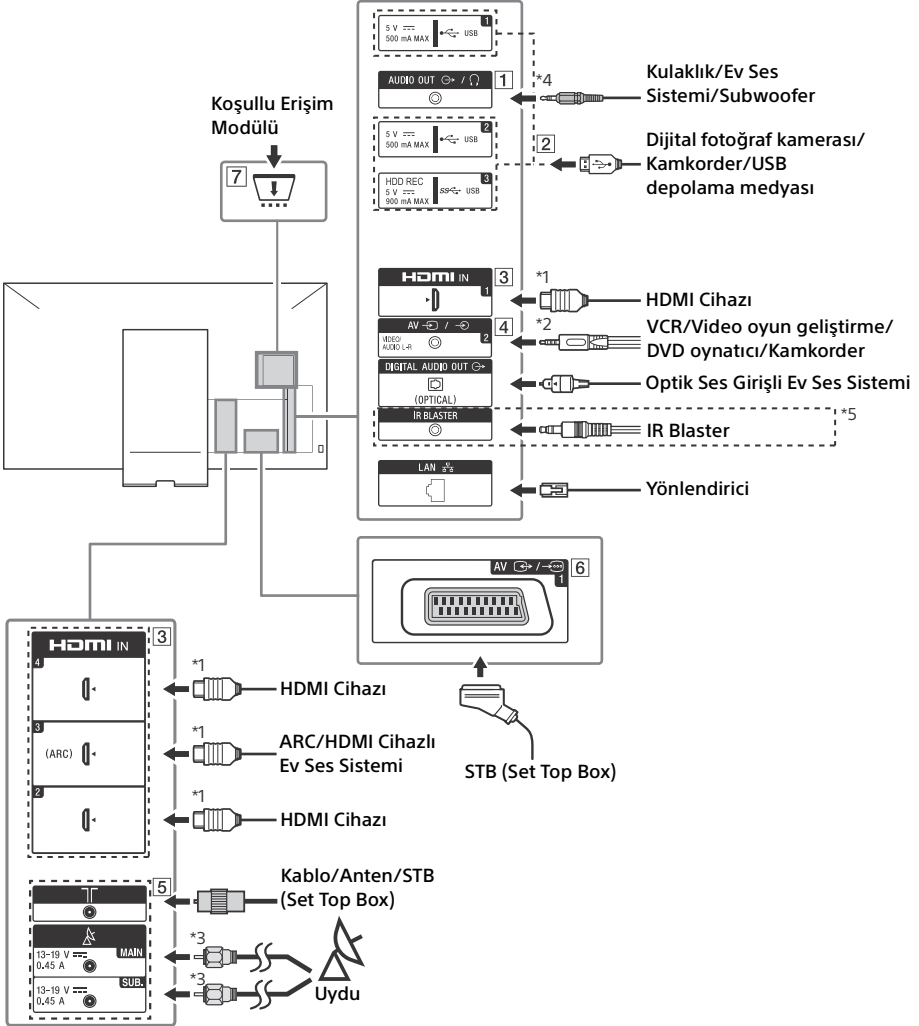 5 V
500 mA MAX
USB
1
AUDIO OUT /
1
*4
Kulaklık/Ev Ses
Sistemi/Subwoofer
5 V
500 mA MAX
USB
2
2
Dijital fotoğraf kamerası/
Kamkorder/USB
depolama medyası
HDD REC
5 V
900 mA MAX
SS
USB
3
Koşullu Erişim
Modülü
7
HDMI IN
1
3
*1
HDMI Cihazı
AV /
VIDEO/
AUDIO L-R
2
4
*2
VCR/Video oyun geliştirme/
DVD oynatıcı/Kamkorder
DIGITAL AUDIO OUT
(OPTICAL)
Optik Ses Girişli Ev Ses Sistemi
IR BLASTER
IR Blaster
*5
LAN
Yönlendirici
AV /
1
6
STB (Set Top Box)
HDMI IN
3
4
*1
HDMI Cihazı
3
(ARC)
*1
ARC/HDMI Cihazlı
Ev Ses Sistemi
2
*1
HDMI Cihazı
5
Kablo/Anten/STB
(Set Top Box)
13–19 V
0.45 A
MAIN
*3
13–19 V
0.45 A
SUB.
*3
Uydu